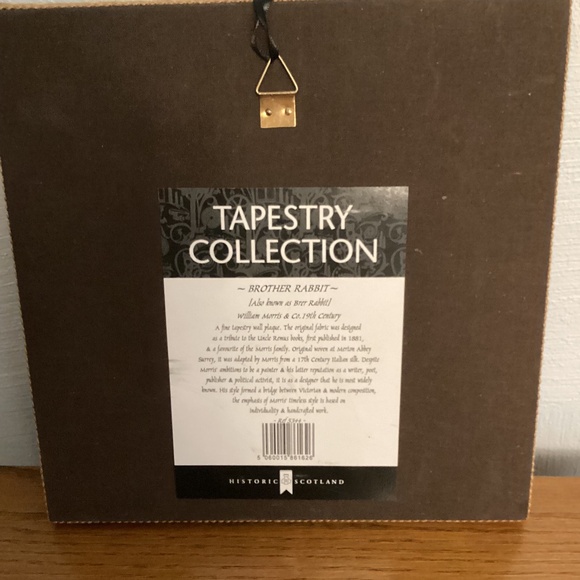 TAPESTRY
COLLECTION
~ BROTHER RABBIT ~
[Also known as Brer Rabbit]
William Morris & Co. 19th Century
A fine tapestry wall plaque. The original fabric was designed
as a tribute to the Uncle Remus books, first published in 1881,
& a favourite of the Morris family. Original woven at Merton Abbey
Surrey, it was adapted by Morris from a 17th Century Italian silk. Despite
Morris' ambitions to be a painter & his latter reputation as a writer, poet,
publisher & political activist, it is as a designer that he is most widely
known. His style formed a bridge between Victorian & modern composition,
the emphasis of Morris' timeless style is based on
individuality & handcrafted work.
- Ref 5344 -
5 060015 861826
HISTORIC SCOTLAND